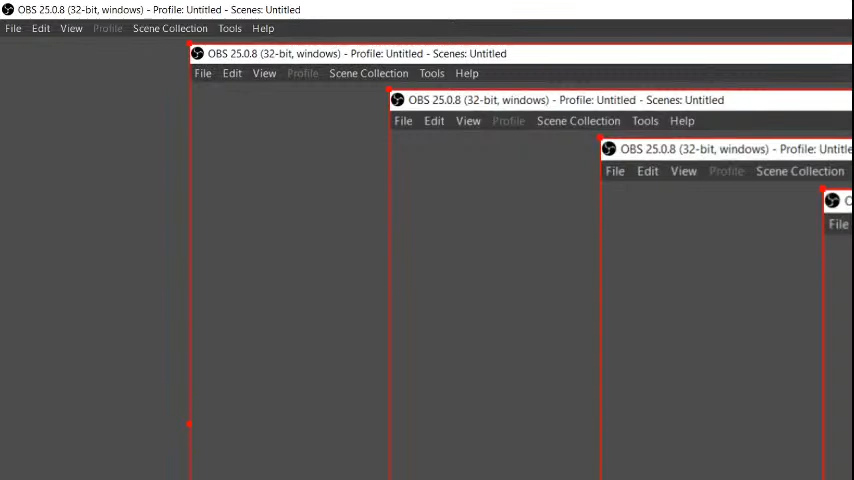 OBS 25.0.8 (32-bit, windows) - Profile: Untitled - Scenes: Untitled
File Edit View Profile Scene Collection Tools Help
OBS 25.0.8 (32-bit, windows) - Profile: Untitled - Scenes: Untitled
File Edit View Profile Scene Collection Tools Help
OBS 25.0.8 (32-bit, windows) - Profile: Untitled - Scenes: Untitled
File Edit View Profile Scene Collection Tools Help
OBS 25.0.8 (32-bit, windows) - Profile: Untitle
File Edit View Profile Scene Collection
O
File